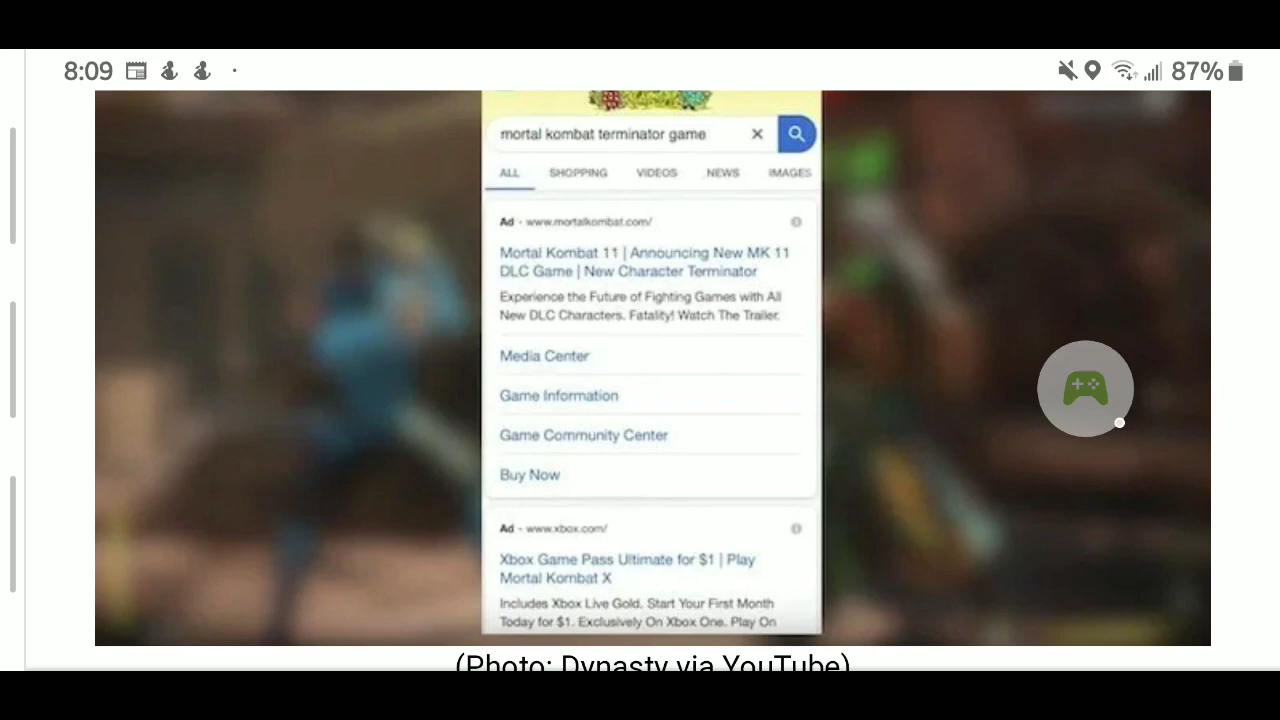 8:09
87%
mortal kombat terminator game
ALL SHOPPING VIDEOS NEWS IMAGES
Ad - www.mortalkombat.com/
Mortal Kombat 11 | Announcing New MK 11
DLC Game | New Character Terminator
Experience the Future of Fighting Games with All
New DLC Characters. Fatality! Watch The Trailer.
Media Center
Game Information
Game Community Center
Buy Now
Ad - www.xbox.com/
Xbox Game Pass Ultimate for $1 | Play
Mortal Kombat X
Includes Xbox Live Gold. Start Your First Month
Today for $1. Exclusively On Xbox One. Play On
(Photo: Dynasty via YouTube)